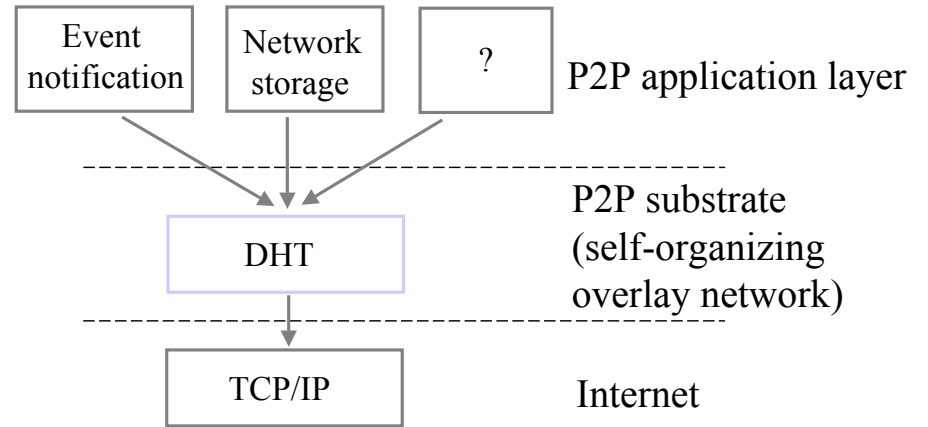 Event
notification
Network
storage
?
P2P application layer
DHT
P2P substrate
(self-organizing
overlay network)
TCP/IP
Internet